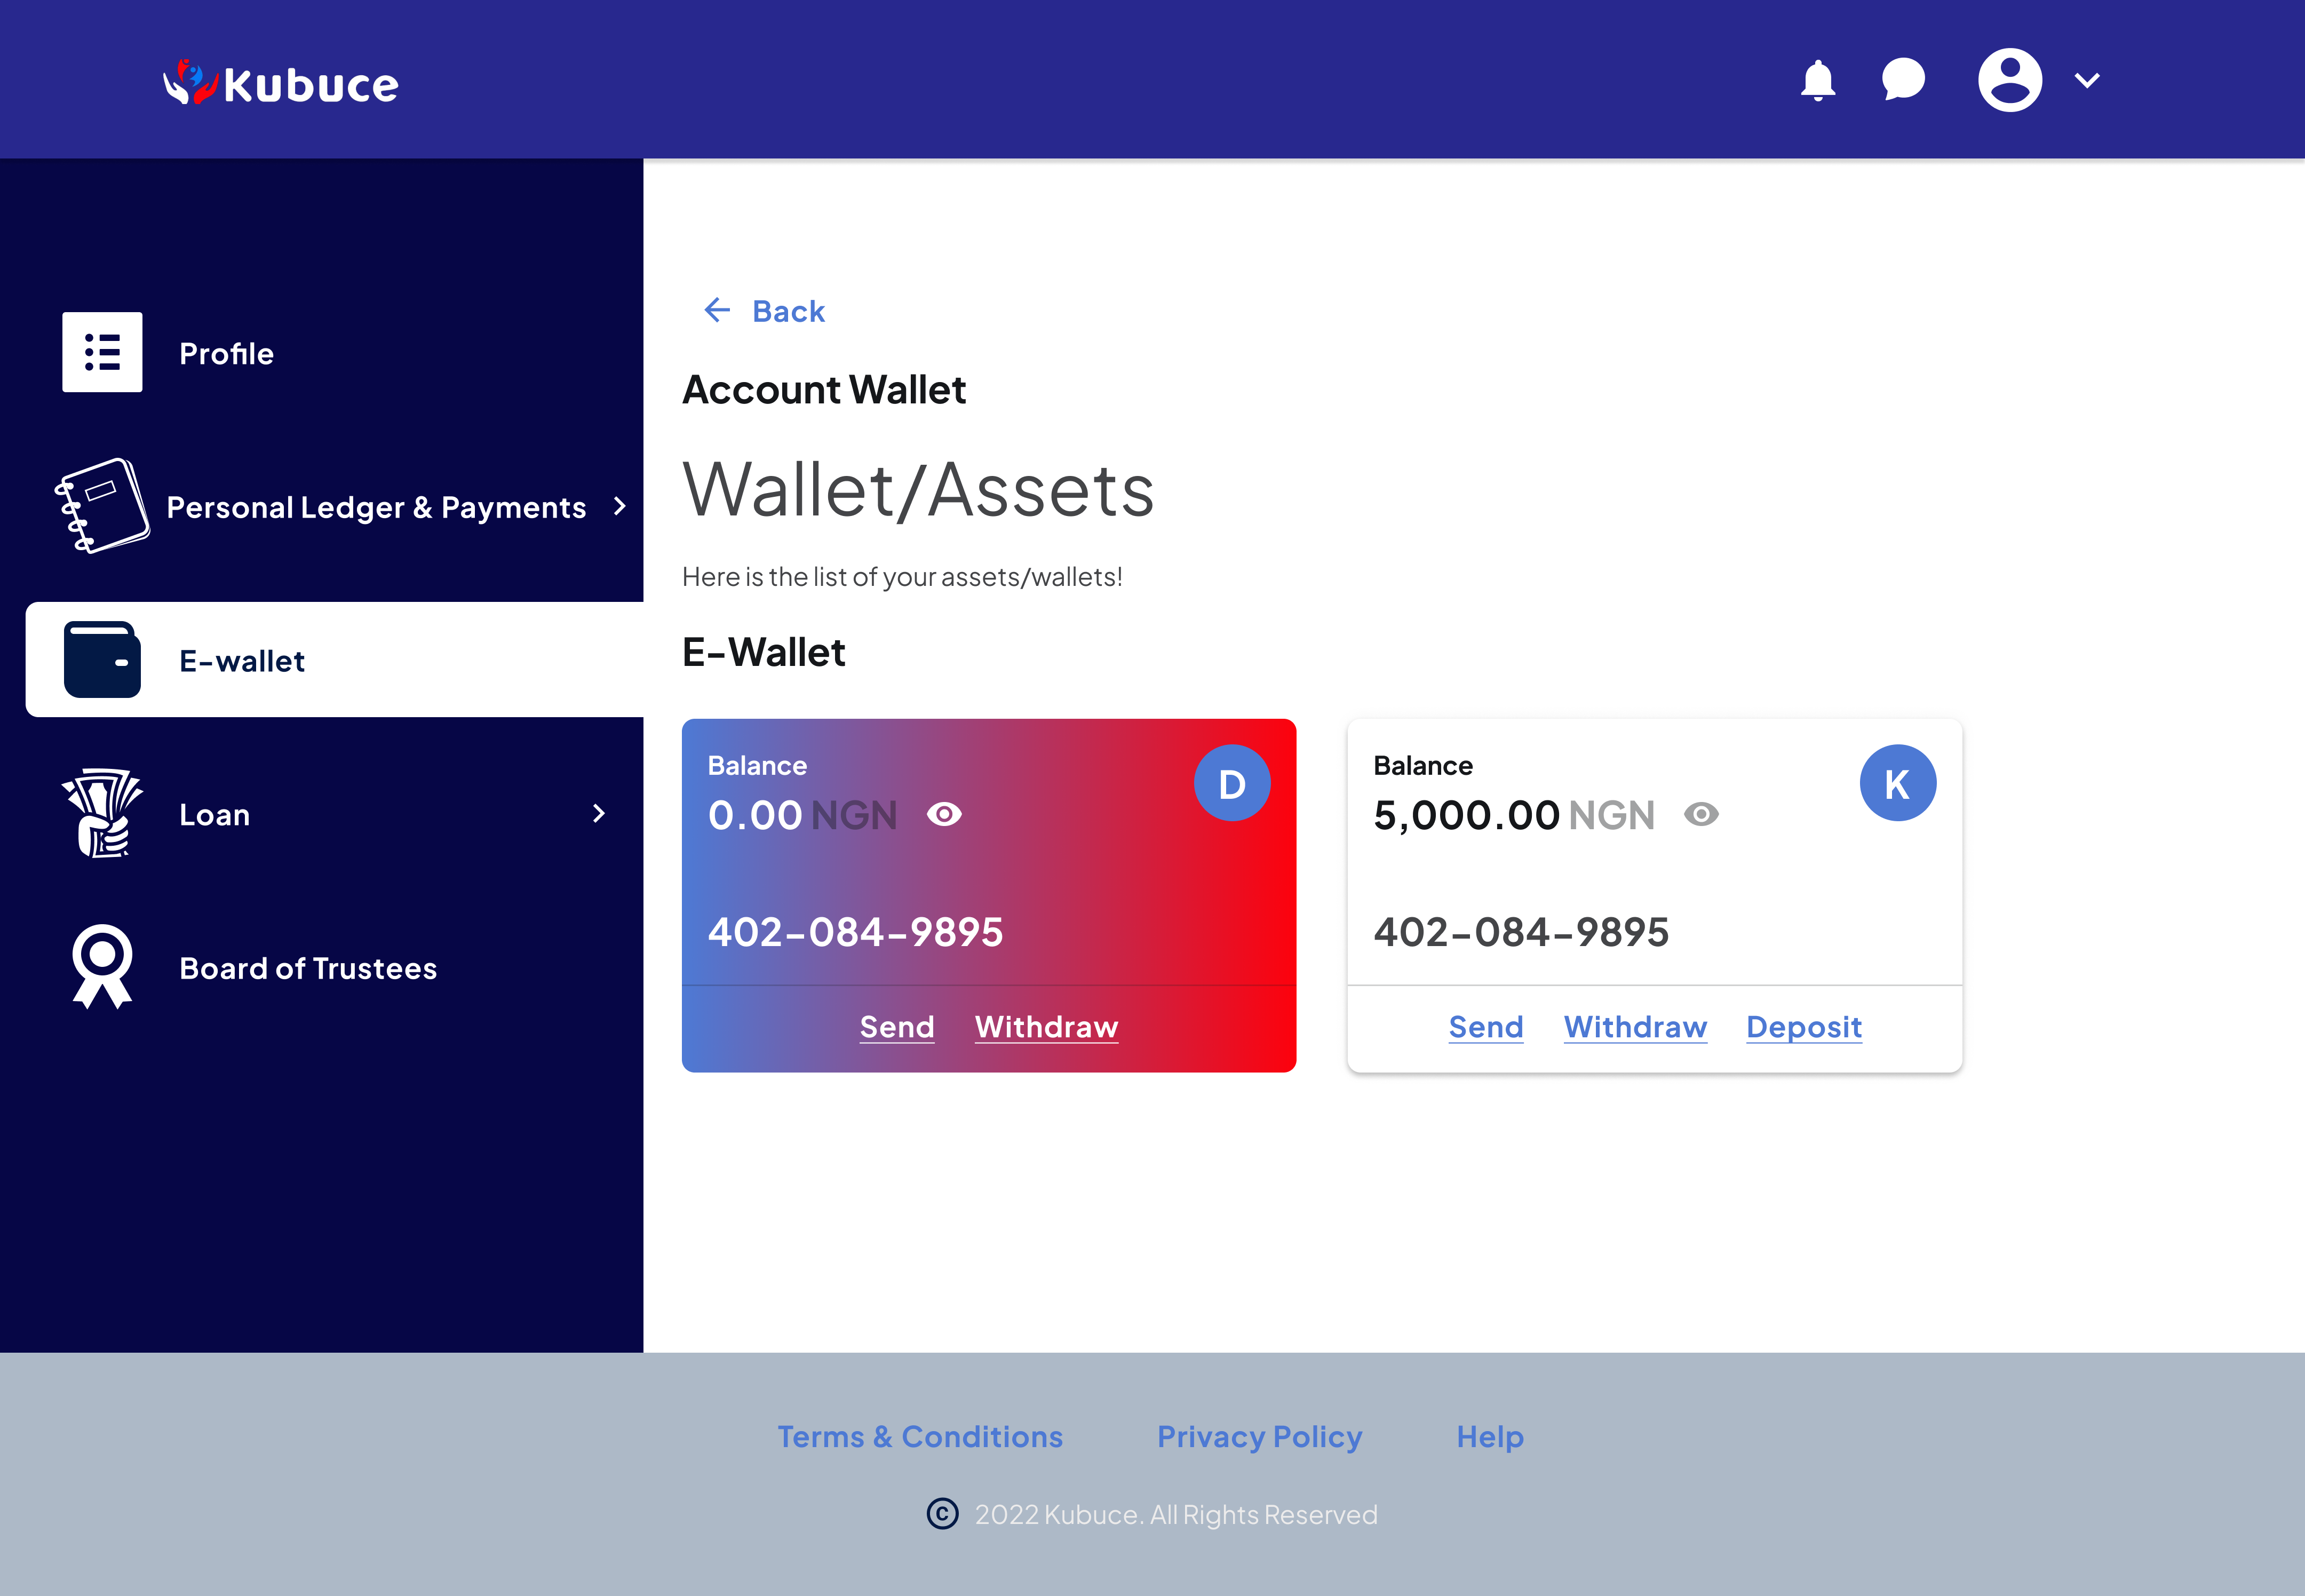 Kubuce
Profile
Personal Ledger & Payments
E-wallet
Loan
Board of Trustees
Back
Account Wallet
Wallet/Assets
Here is the list of your assets/wallets!
E-Wallet
Balance
0.00 NGN
D
402-084-9895
Send Withdraw
Balance
5,000.00 NGN
K
402-084-9895
Send Withdraw Deposit
Terms & Conditions Privacy Policy Help
© 2022 Kubuce. All Rights Reserved